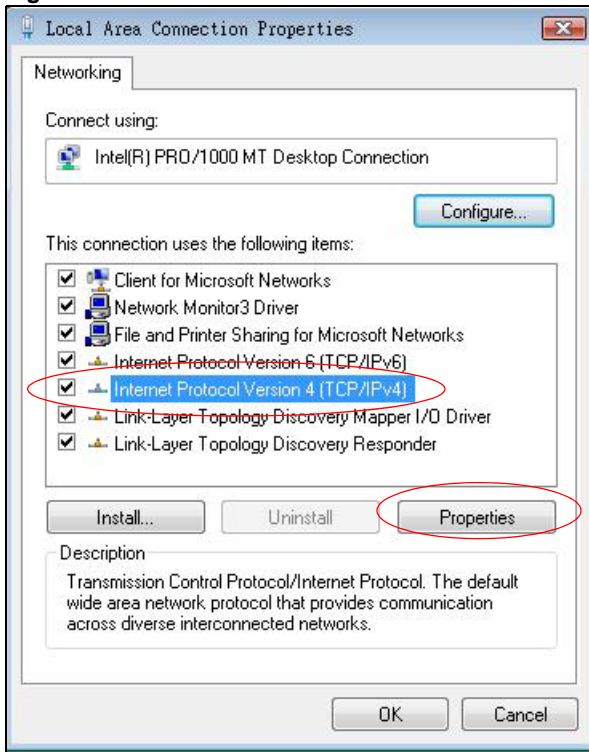 Local Area Connection Properties
Networking
Connect using:
Intel(R) PRO/1000 MT Desktop Connection
Configure...
This connection uses the following items:
Client for Microsoft Networks
Network Monitor3 Driver
File and Printer Sharing for Microsoft Networks
Internet Protocol Version 6 (TCP/IPv6)
Internet Protocol Version 4 (TCP/IPv4)
Link-Layer Topology Discovery Mapper I/O Driver
Link-Layer Topology Discovery Responder
Install...
Uninstall
Properties
Description
Transmission Control Protocol/Internet Protocol. The default
wide area network protocol that provides communication
across diverse interconnected networks.
OK
Cancel